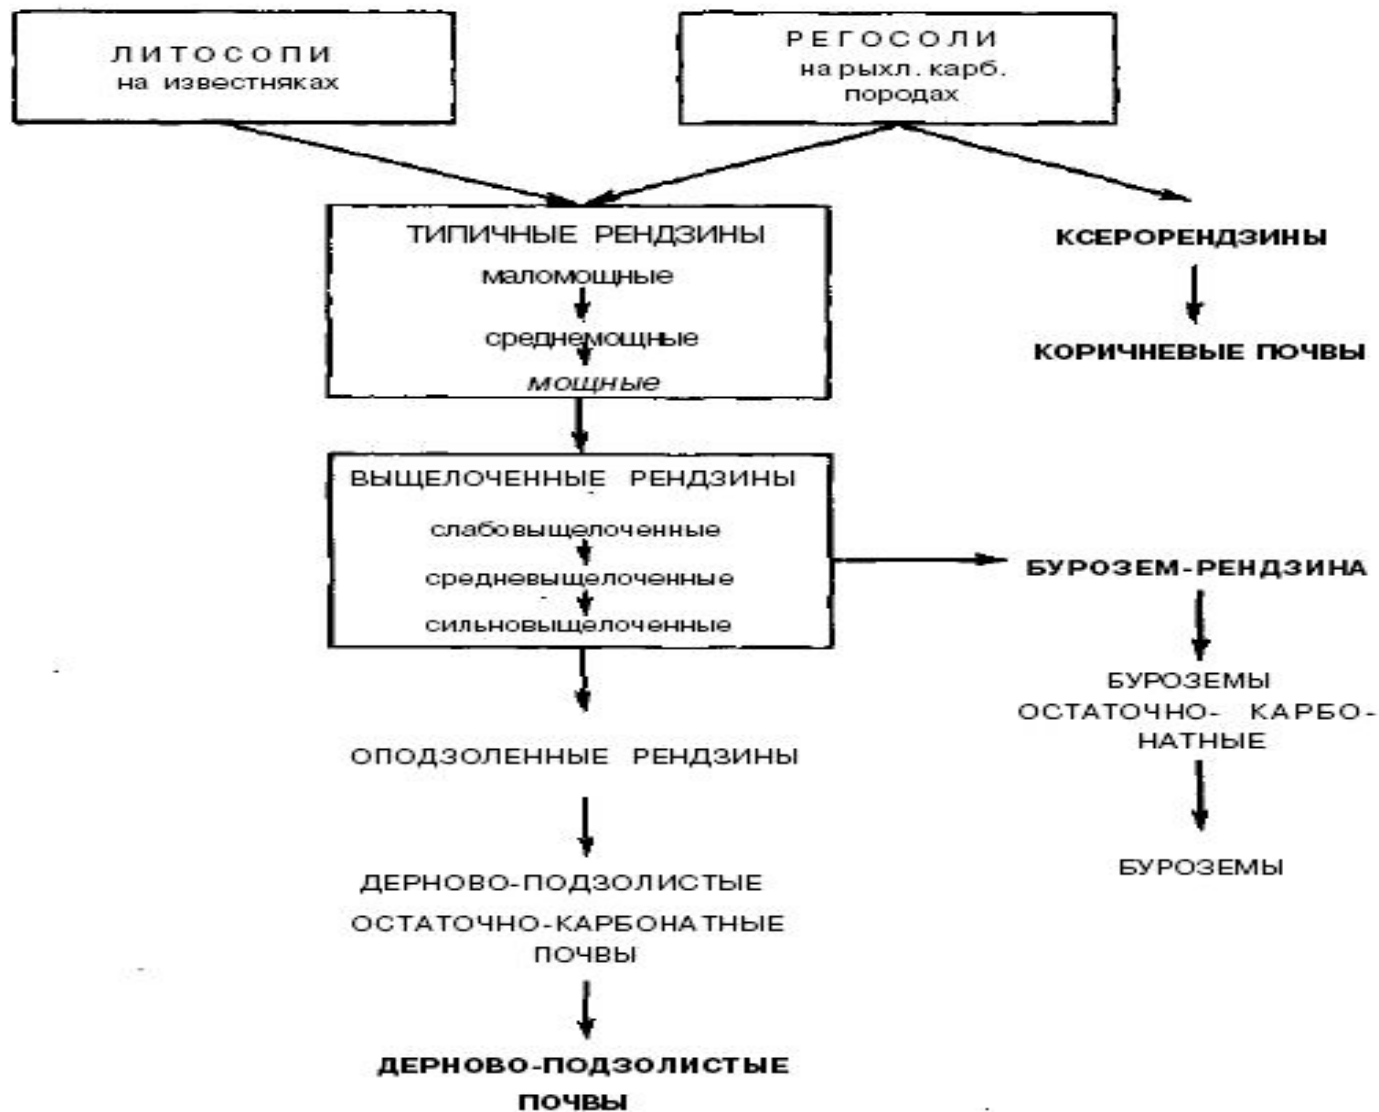 ЛИТОСОПИ
на известняках
РЕГОСОЛИ
на рыхл. карб.
породах
ТИПИЧНЫЕ РЕНДЗИНЫ
маломощные
среднемощные
мощные
КСЕРОРЕНДЗИНЫ
КОРИЧНЕВЫЕ ПОЧВЫ
ВЫЩЕЛОЧЕННЫЕ РЕНДЗИНЫ
слабовыщелоченные
средневыщелоченные
сильновыщелоченные
БУРОЗЕМ-РЕНДЗИНА
БУРОЗЕМЫ
ОСТАТОЧНО- КАРБО-
НАТНЫЕ
БУРОЗЕМЫ
ОПОДЗОЛЕННЫЕ РЕНДЗИНЫ
ДЕРНОВО-ПОДЗОЛИСТЫЕ
ОСТАТОЧНО-КАРБОНАТНЫЕ
ПОЧВЫ
ДЕРНОВО-ПОДЗОЛИСТЫЕ
ПОЧВЫ